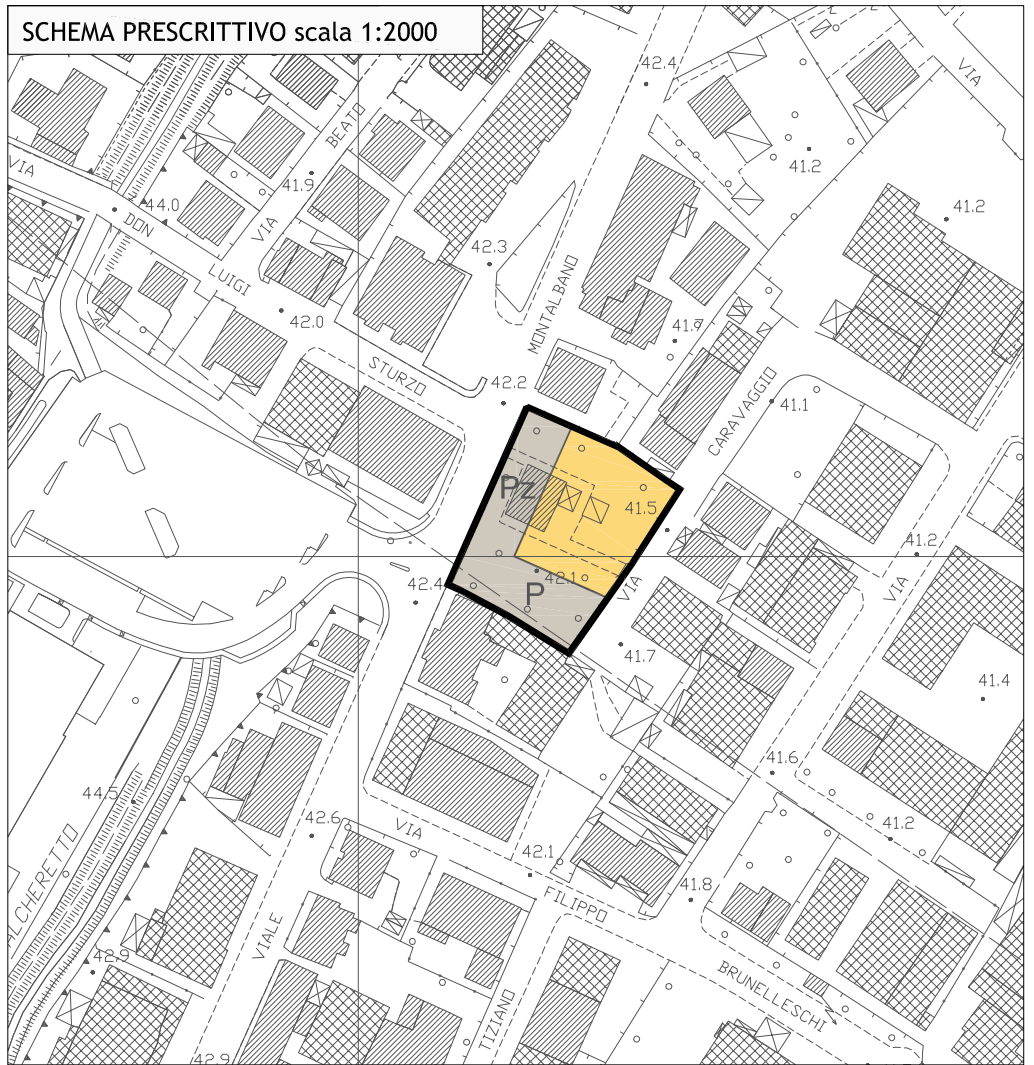 SCHEMA PRESCRITTIVO scala 1:2000
42.4
VIA
BEATO
41.2
VIA
41.9
44.0
DON
VIA
41.2
LUIGI
42.3
MONTALBANO
42.0
41.7
STURZO
42.2
CARAVAGGIO
41.1
Pz
41.5
41.2
42.4
42.1
P
VIA
VIA
41.7
41.4
41.6
44.5
42.6
VIA
42.1
41.2
ALCHERETTO
41.8
FILIPPO
VIALE
42.9
BRUNELLESCHI
TIZIANO
42.9